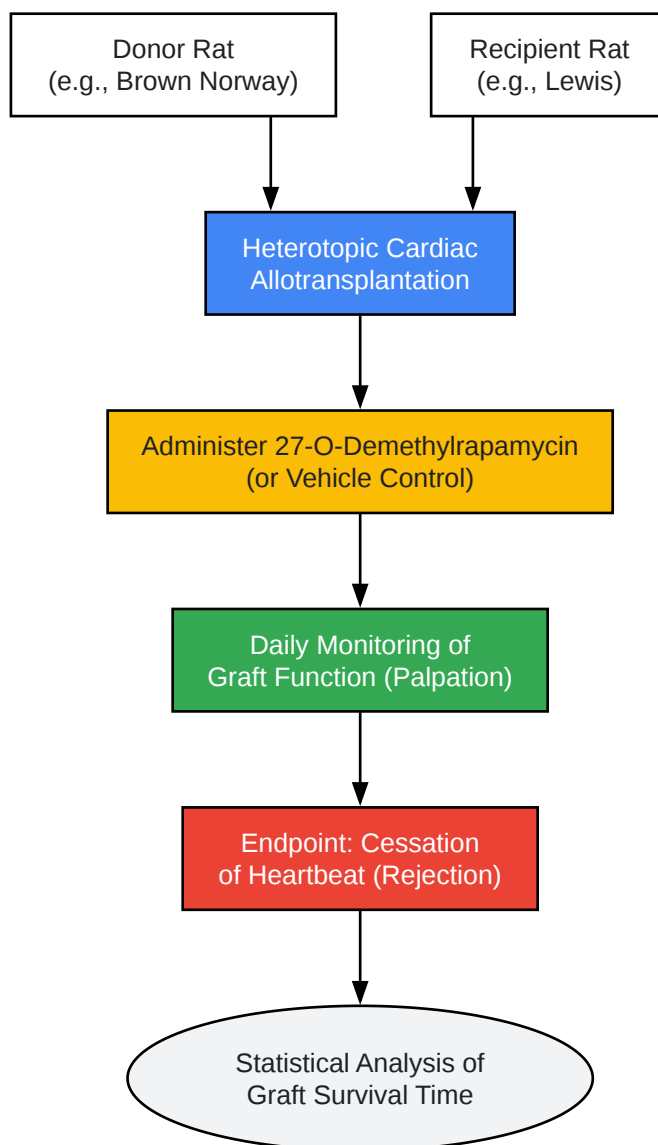 Donor Rat
(e.g., Brown Norway)
Recipient Rat
(e.g., Lewis)
Heterotopic Cardiac
Allotransplantation
Administer 27-O-Demethylrapamycin
(or Vehicle Control)
Daily Monitoring of
Graft Function (Palpation)
Endpoint: Cessation
of Heartbeat (Rejection)
Statistical Analysis of
Graft Survival Time